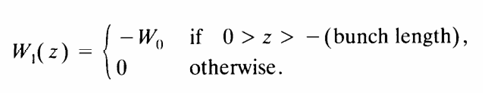 W₁(z) = { −W₀ if 0 > z > −(bunch length),
0 otherwise.